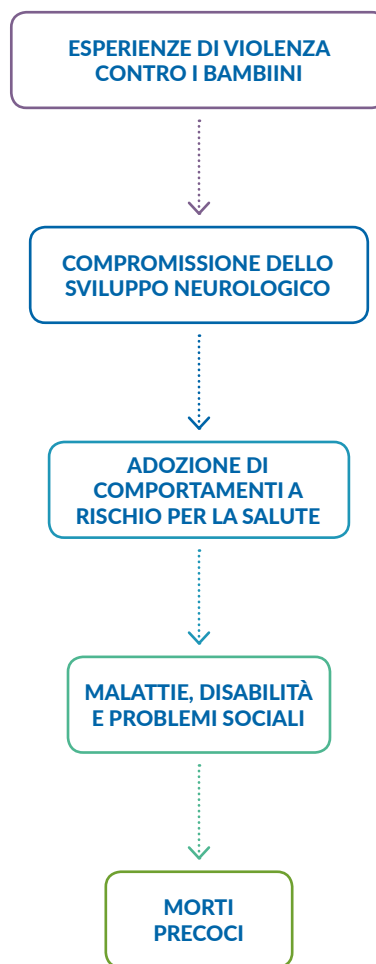 ESPERIENZE DI VIOLENZA
CONTRO I BAMBIINI
COMPROMISSIONE DELLO
SVILUPPO NEUROLOGICO
ADOZIONE DI
COMPORTAMENTI A
RISCHIO PER LA SALUTE
MALATTIE, DISABILITÀ
E PROBLEMI SOCIALI
MORTI
PRECOCI